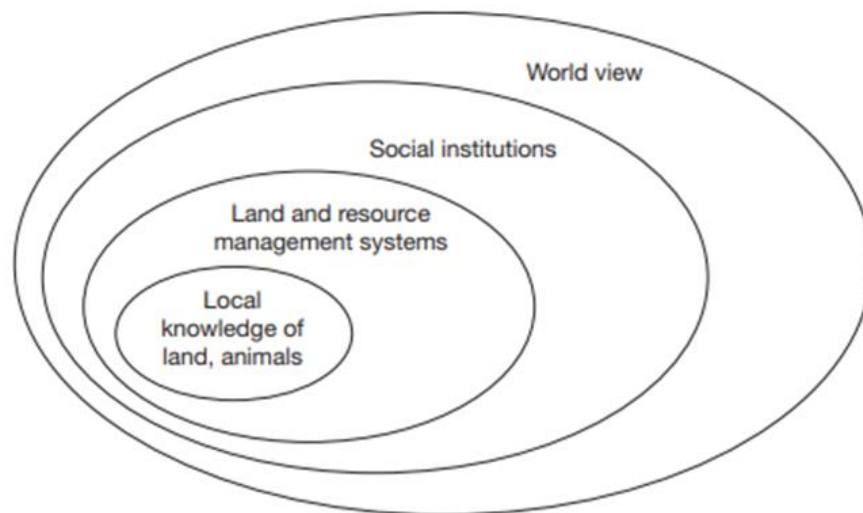 World view
Social institutions
Land and resource
management systems
Local
knowledge of
land, animals